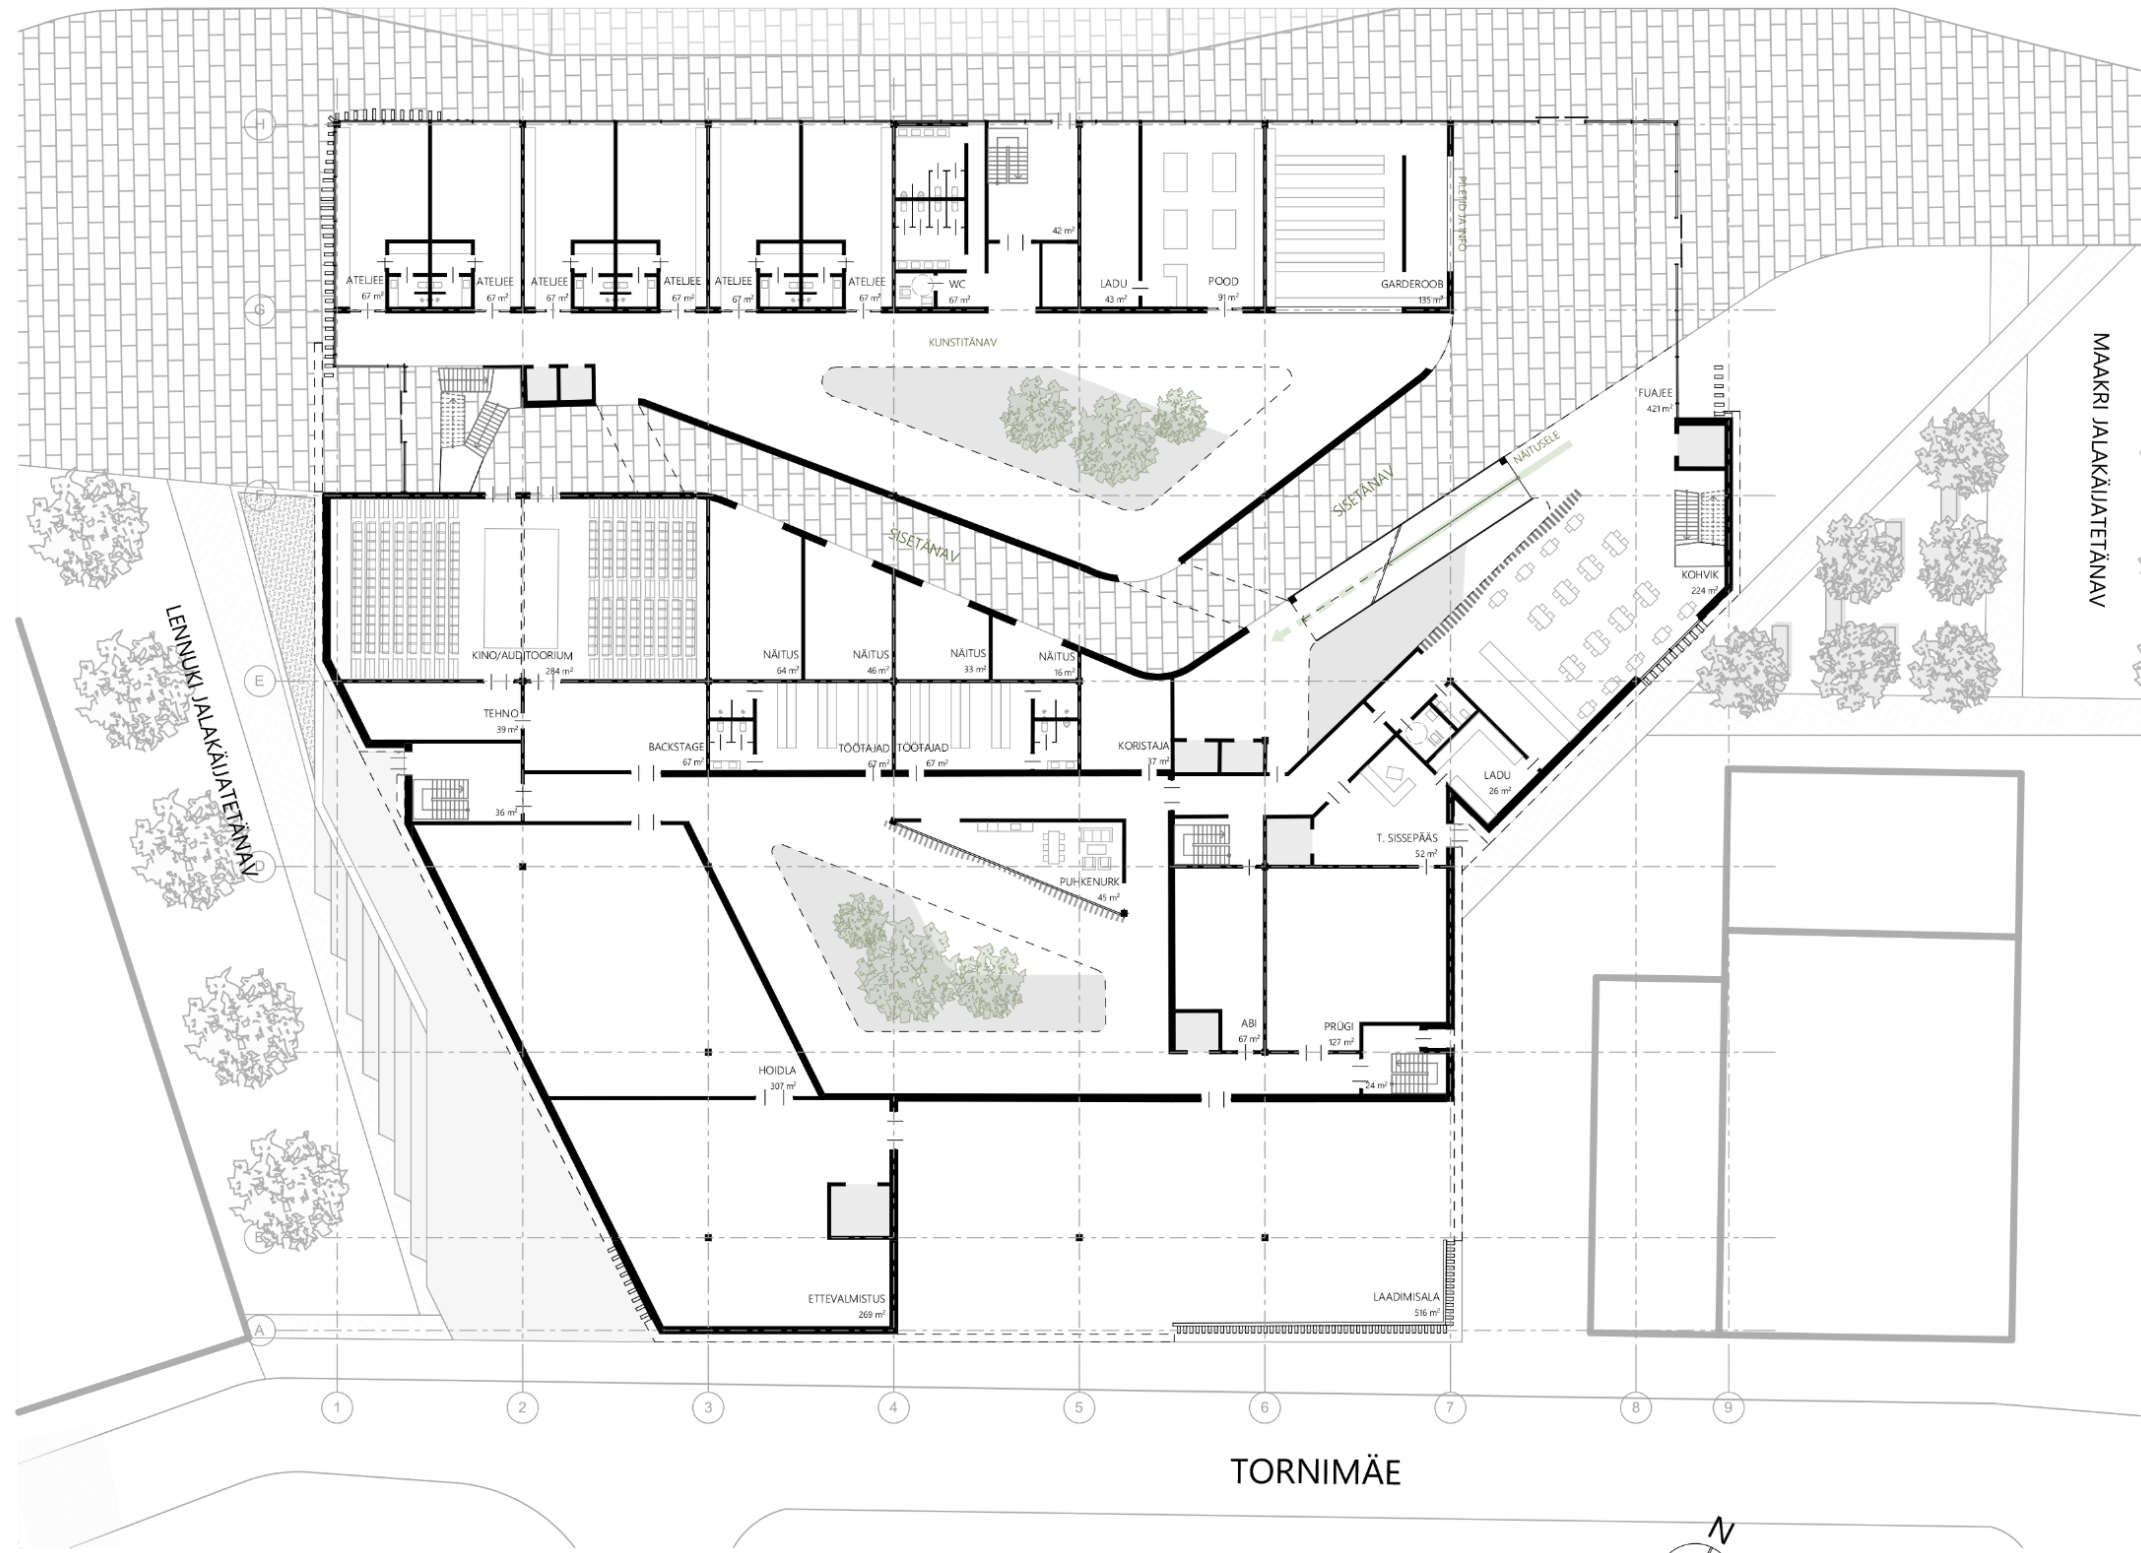 H
ATELJEE
67 m²
ATELJEE
67 m²
ATELJEE
67 m²
ATELJEE
67 m²
ATELJEE
67 m²
ATELJEE
67 m²
WC
67 m²
42 m²
LADU
43 m²
POOD
91 m²
GARDEROOB
135 m²
PILETID JA INFO
G
KUNSTITÄNAV
MAAKRI JALAKÄIJATETÄNAV
FUAJEE
421 m²
NÄITUSELE
SISETÄNAV
SISETÄNAV
F
KOHVIK
224 m²
LENNUKI JALAKÄIJATETÄNAV
KINO/AUDITOORIUM
284 m²
NÄITUS
64 m²
NÄITUS
46 m²
NÄITUS
33 m²
NÄITUS
16 m²
E
TEHNO
39 m²
BACKSTAGE
67 m²
TÖÖTAJAD
67 m²
TÖÖTAJAD
67 m²
KORISTAJA
37 m²
LADU
26 m²
36 m²
T. SISSEPÄÄS
52 m²
D
PUHKENURK
45 m²
ABI
67 m²
PRÜGI
127 m²
HOIDLA
307 m²
24 m²
B
ETTEVALMISTUS
269 m²
LAADIMISALA
516 m²
A
1
2
3
4
5
6
7
8
9
TORNIMÄE
N